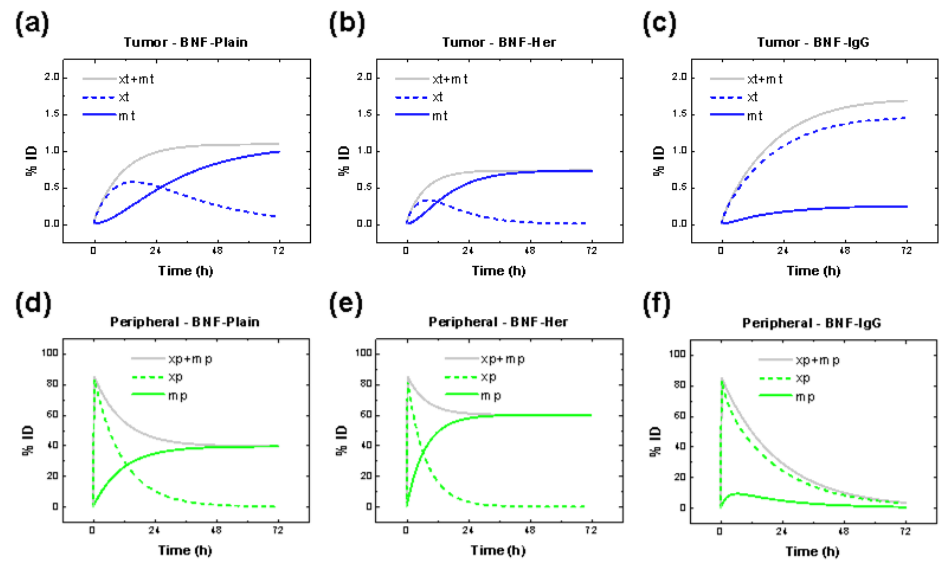 (a)
Tumor - BNF-Plain
% ID
2.0
1.5
1.0
0.5
0.0
xt+mt
xt
mt
0 24 48 72
Time (h)
(b)
Tumor - BNF-Her
% ID
2.0
1.5
1.0
0.5
0.0
xt+mt
xt
mt
0 24 48 72
Time (h)
(c)
Tumor - BNF-IgG
% ID
2.0
1.5
1.0
0.5
0.0
xt+mt
xt
mt
0 24 48 72
Time (h)
(d)
Peripheral - BNF-Plain
% ID
100
80
60
40
20
0
xp+mp
xp
mp
0 24 48 72
Time (h)
(e)
Peripheral - BNF-Her
% ID
100
80
60
40
20
0
xp+mp
xp
mp
0 24 48 72
Time (h)
(f)
Peripheral - BNF-IgG
% ID
100
80
60
40
20
0
xp+mp
xp
mp
0 24 48 72
Time (h)